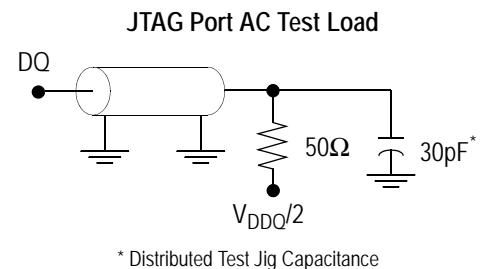 JTAG Port AC Test Load
DQ
50Ω
30pF*
VDDQ/2
* Distributed Test Jig Capacitance